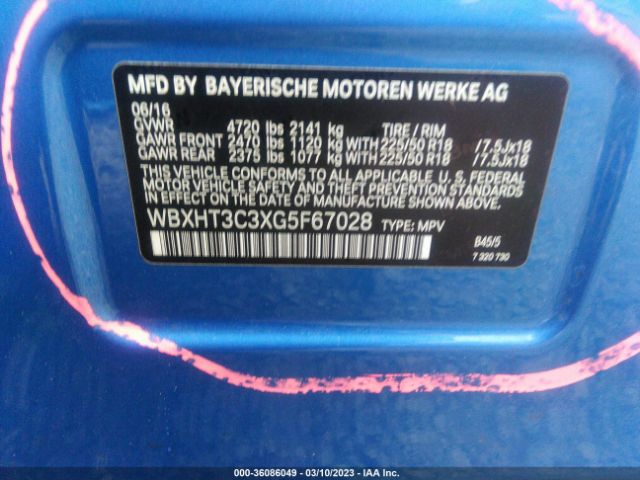 MFD BY BAYERISCHE MOTOREN WERKE AG
06/16
GVWR 4720 lbs 2141 kg TIRE / RIM
GAWR FRONT 2470 lbs 1120 kg WITH 225/50 R18 /7.5Jx18
GAWR REAR 2375 lbs 1077 kg WITH 225/50 R18 /7.5Jx18
THIS VEHICLE CONFORMS TO ALL APPLICABLE U.S. FEDERAL
MOTOR VEHICLE SAFETY, BUMPER, AND THEFT PREVENTION
STANDARDS IN EFFECT ON THE DATE OF MANUFACTURE SHOWN ABOVE.
WBXHT3C3XG5F67028 TYPE: MPV
B45/5
7 320 730
000-36086049 — 03/10/2023 — IAA Inc.